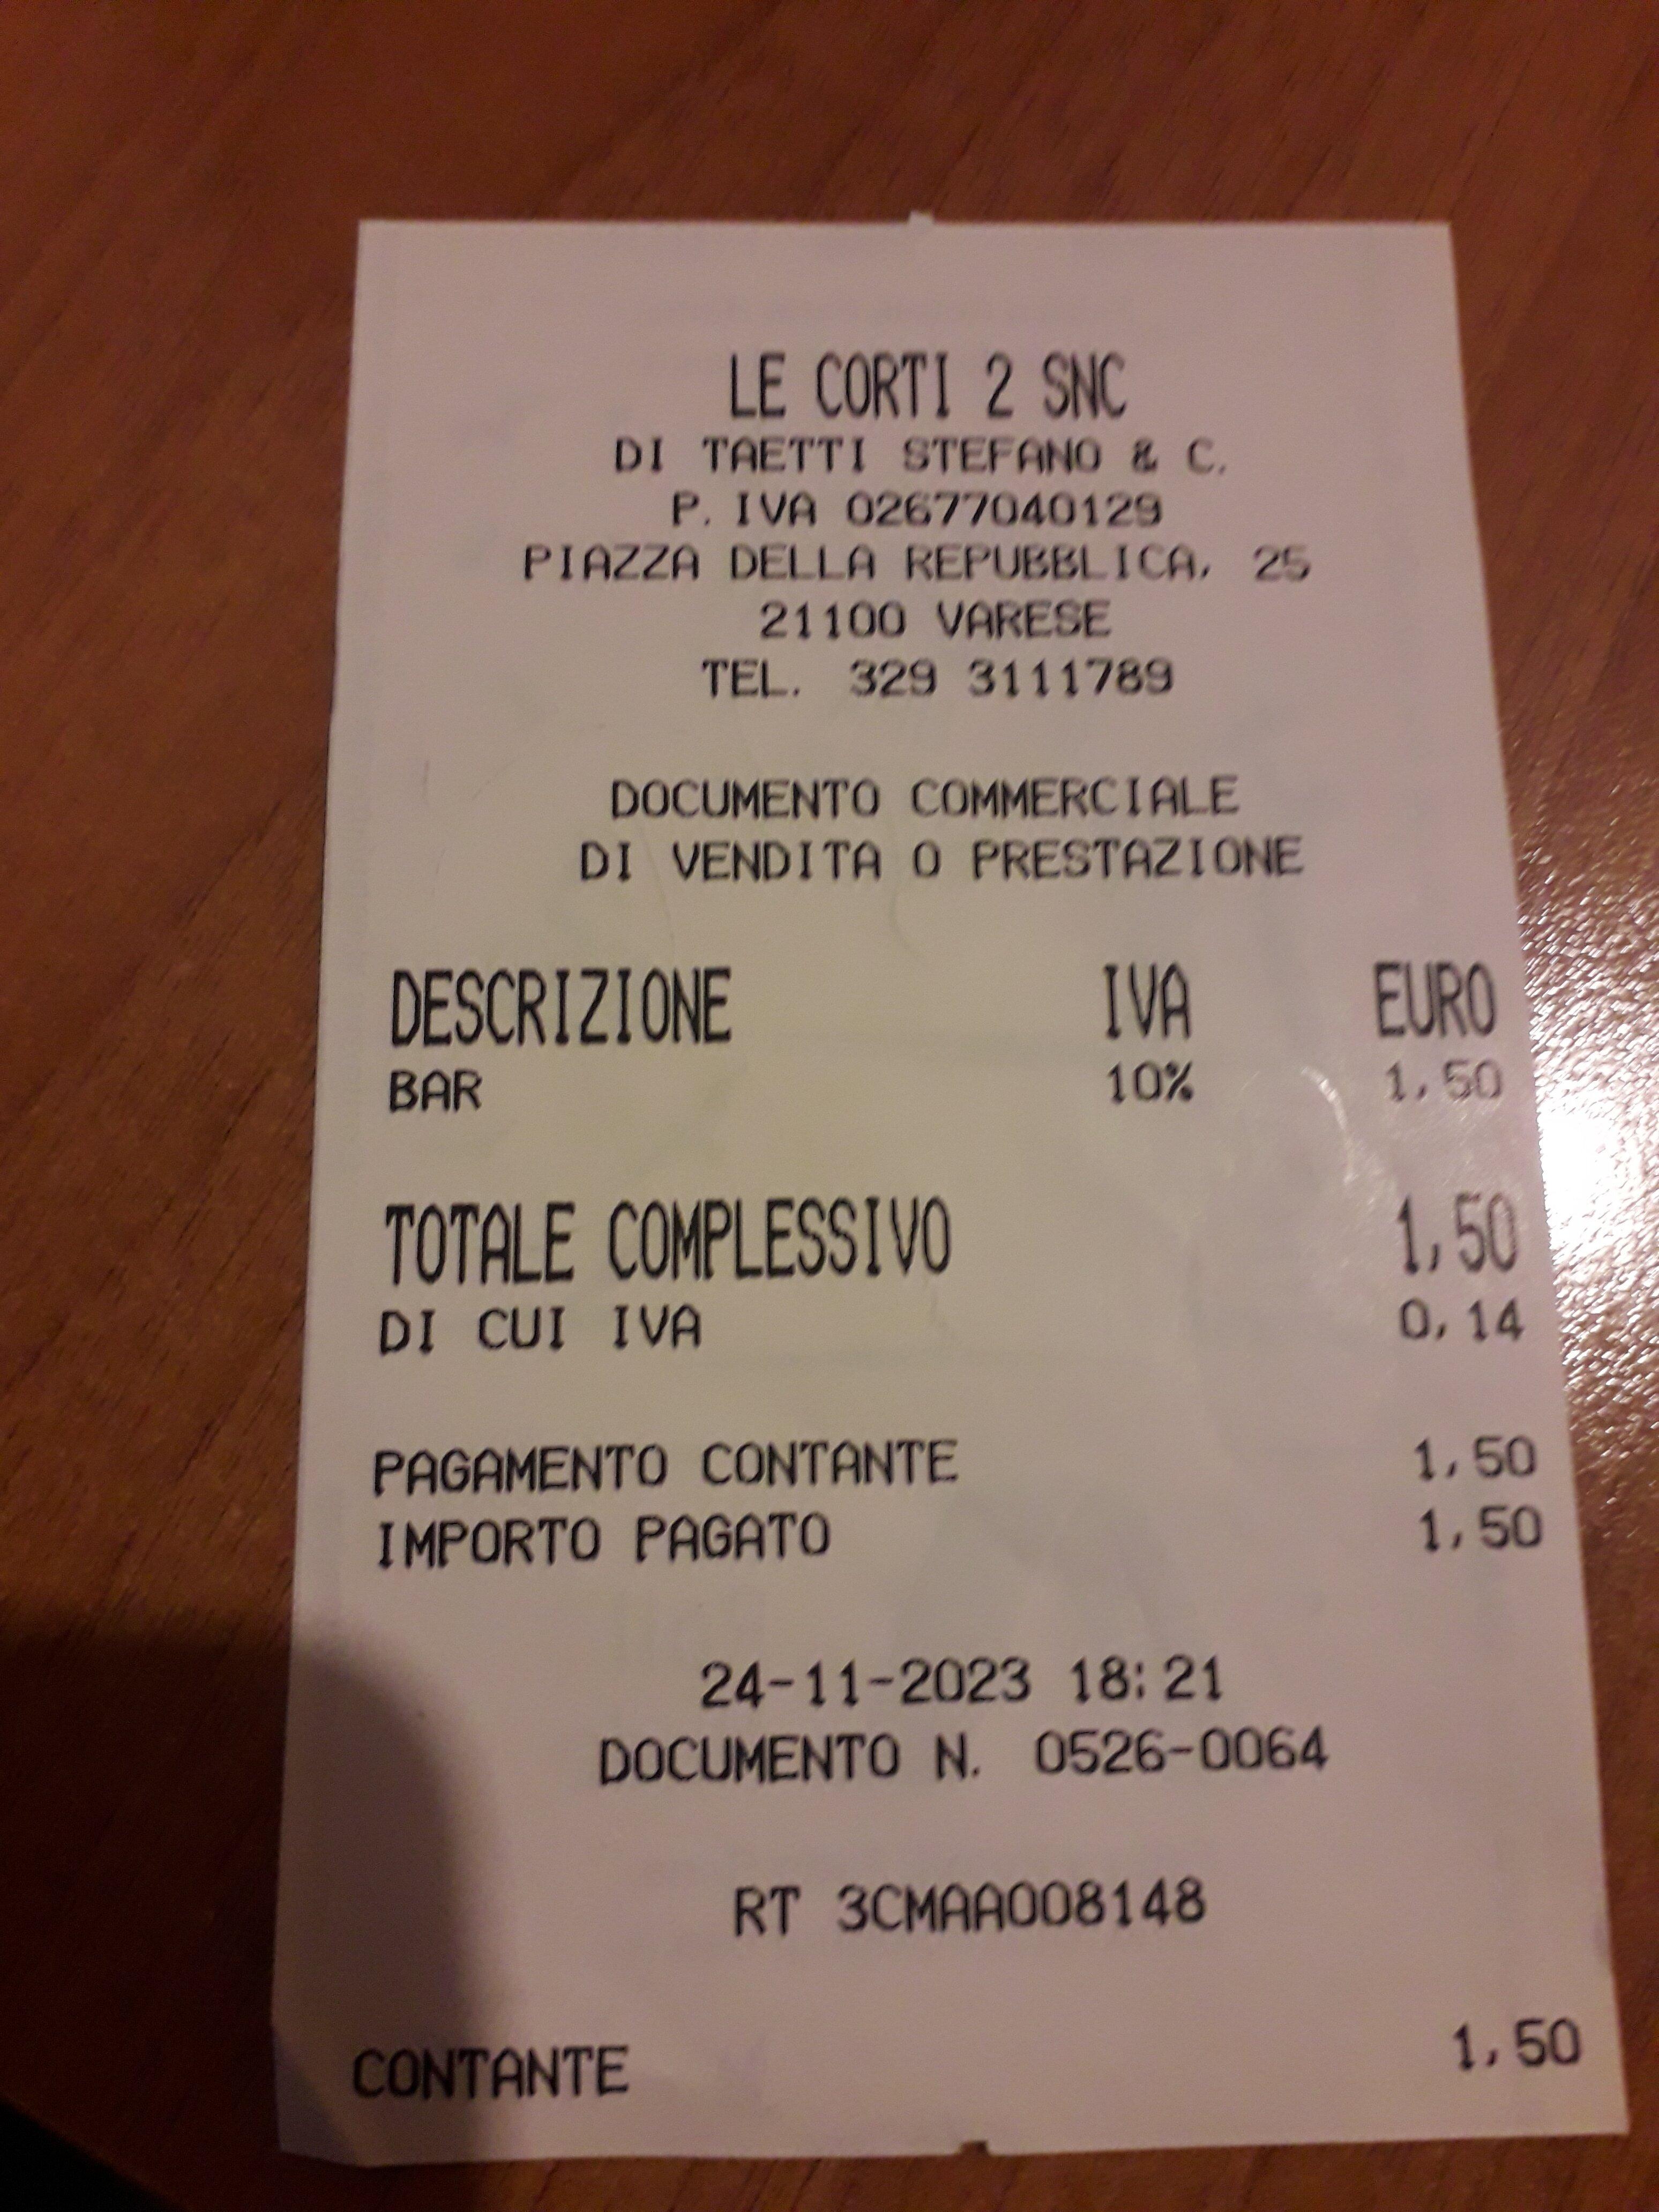 LE CORTI 2 SNC
DI TAETTI STEFANO & C.
P. IVA 02677040129
PIAZZA DELLA REPUBBLICA, 25
21100 VARESE
TEL. 329 3111789
DOCUMENTO COMMERCIALE
DI VENDITA O PRESTAZIONE
DESCRIZIONE IVA EURO
BAR 10% 1,50
TOTALE COMPLESSIVO 1,50
DI CUI IVA 0,14
PAGAMENTO CONTANTE 1,50
IMPORTO PAGATO 1,50
24-11-2023 18:21
DOCUMENTO N. 0526-0064
RT 3CMAA008148
CONTANTE 1,50